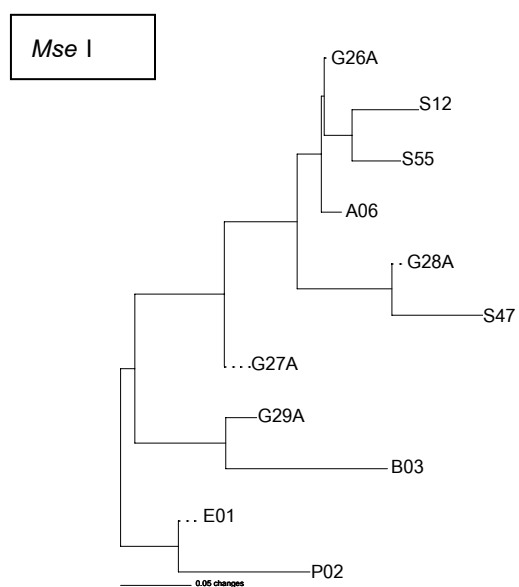 Mse I
G26A
S12
S55
A06
G28A
S47
G27A
G29A
B03
E01
P02
0.05 changes